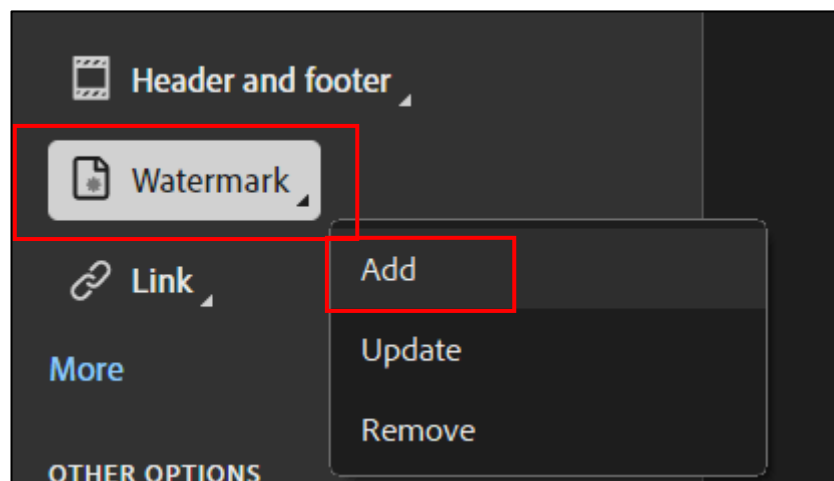 Header and footer
Watermark
Link
Add
Update
Remove
More
OTHER OPTIONS